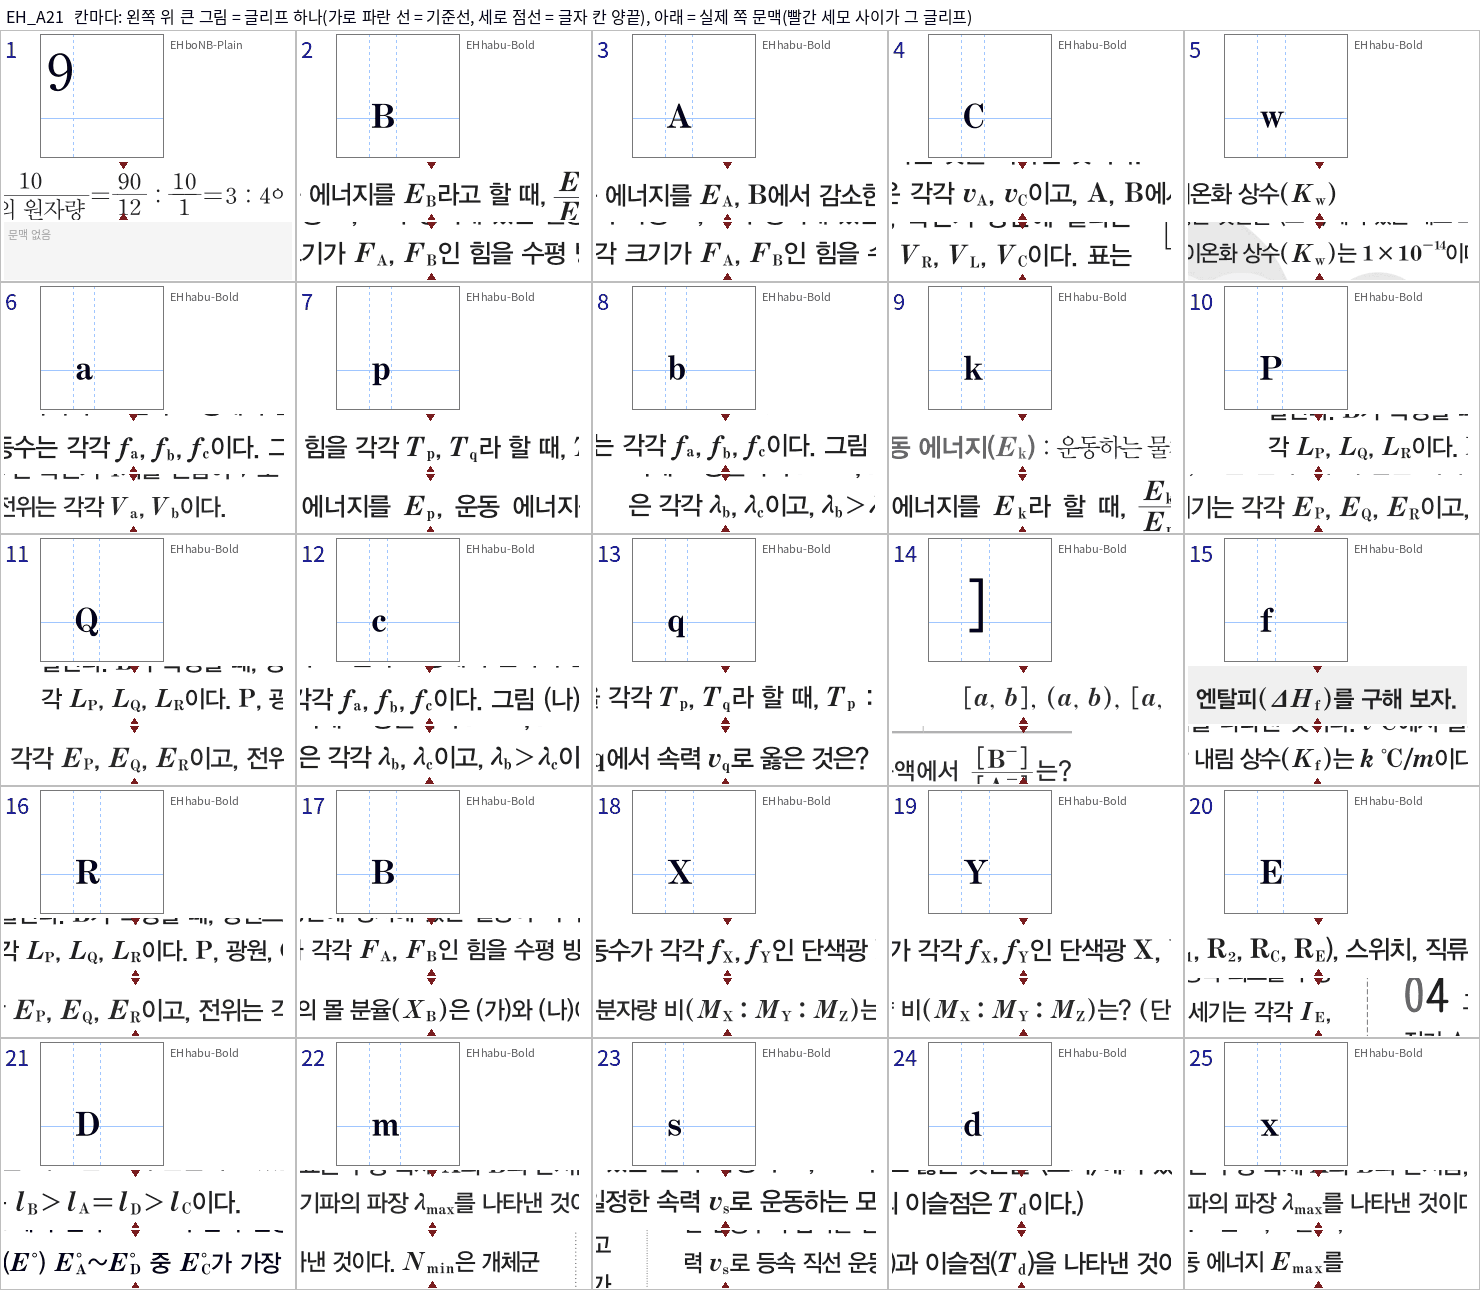 EH_A21 칸마다: 왼쪽 위 큰 그림 = 글리프 하나(가로 파란 선 = 기준선, 세로 점선 = 글자 칸 양끝), 아래 = 실제 쪽 문맥(빨간 세모 사이가 그 글리프)
1 9 EHboNB-Plain
10/의 원자량 = 90/12 : 10/1 = 3 : 4
문맥 없음
2 B EHhabu-Bold
에너지를 E_B라고 할 때, E/E
기가 F_A, F_B인 힘을 수평
3 A EHhabu-Bold
에너지를 E_A, B에서 감소한
각 크기가 F_A, F_B인 힘을
4 C EHhabu-Bold
각각 v_A, v_C이고, A, B에
V_R, V_L, V_C이다. 표는
5 w EHhabu-Bold
이온화 상수(K_w)
이온화 상수(K_w)는 1×10^-14이
6 a EHhabu-Bold
동수는 각각 f_a, f_b, f_c이다. 그
전위는 각각 V_a, V_b이다.
7 p EHhabu-Bold
힘을 각각 T_p, T_q라 할 때,
에너지를 E_p, 운동 에너지
8 b EHhabu-Bold
는 각각 f_a, f_b, f_c이다. 그림
은 각각 λ_b, λ_c이고, λ_b>
9 k EHhabu-Bold
동 에너지(E_k) : 운동하는 물
에너지를 E_k라 할 때, E_k/E
10 P EHhabu-Bold
각 L_P, L_Q, L_R이다.
기는 각각 E_P, E_Q, E_R이고,
11 Q EHhabu-Bold
각 L_P, L_Q, L_R이다. P, 광
각각 E_P, E_Q, E_R이고, 전위
12 c EHhabu-Bold
각각 f_a, f_b, f_c이다. 그림 (나)
은 각각 λ_b, λ_c이고, λ_b>λ_c이
13 q EHhabu-Bold
각각 T_p, T_q라 할 때, T_p :
q에서 속력 v_q로 옳은 것은?
14 ] EHhabu-Bold
[a, b], (a, b), [a,
액에서 [B^-]/[A^-]는?
15 f EHhabu-Bold
엔탈피(ΔH_f)를 구해 보자.
내림 상수(K_f)는 k ℃/m이다
16 R EHhabu-Bold
각 L_P, L_Q, L_R이다. P, 광원,
E_P, E_Q, E_R이고, 전위는 각
17 B EHhabu-Bold
각각 F_A, F_B인 힘을 수평 방
의 몰 분율(X_B)은 (가)와 (나)
18 X EHhabu-Bold
동수가 각각 f_X, f_Y인 단색광
분자량 비(M_X : M_Y : M_Z)는
19 Y EHhabu-Bold
가 각각 f_X, f_Y인 단색광 X,
비(M_X : M_Y : M_Z)는? (단
20 E EHhabu-Bold
, R_2, R_C, R_E), 스위치, 직류
세기는 각각 I_E,
04
21 D EHhabu-Bold
l_B>l_A=l_D>l_C이다.
(E°) E°_A~E°_D 중 E°_C가 가장
22 m EHhabu-Bold
기파의 파장 λ_max를 나타낸 것이
낸 것이다. N_min은 개체군
23 s EHhabu-Bold
일정한 속력 v_s로 운동하는 모
고
력 v_s로 등속 직선 운동
24 d EHhabu-Bold
이슬점은 T_d이다.)
과 이슬점(T_d)을 나타낸 것이
25 x EHhabu-Bold
파의 파장 λ_max를 나타낸 것이다
동 에너지 E_max를